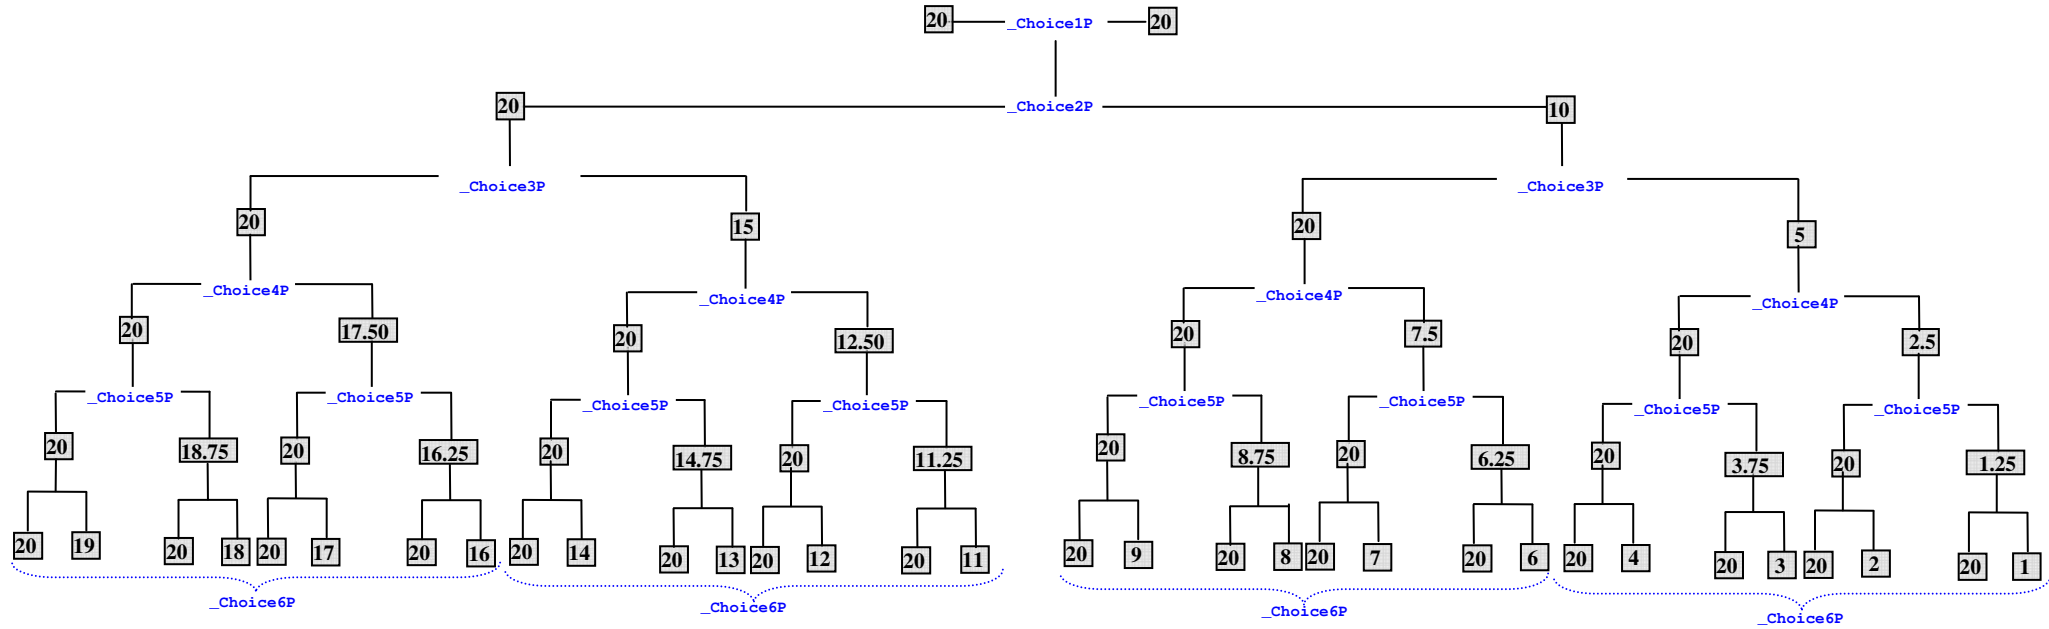 20 _Choice1P 20
20 _Choice2P 10
_Choice3P _Choice3P
20 15 20 5
_Choice4P _Choice4P _Choice4P _Choice4P
20 17.50 20 12.50 20 7.5 20 2.5
_Choice5P _Choice5P _Choice5P _Choice5P _Choice5P _Choice5P _Choice5P _Choice5P
20 18.75 20 16.25 20 14.75 20 11.25 20 8.75 20 6.25 20 3.75 20 1.25
20 19 20 18 20 17 20 16 20 14 20 13 20 12 20 11 20 9 20 8 20 7 20 6 20 4 20 3 20 2 20 1
_Choice6P _Choice6P _Choice6P _Choice6P